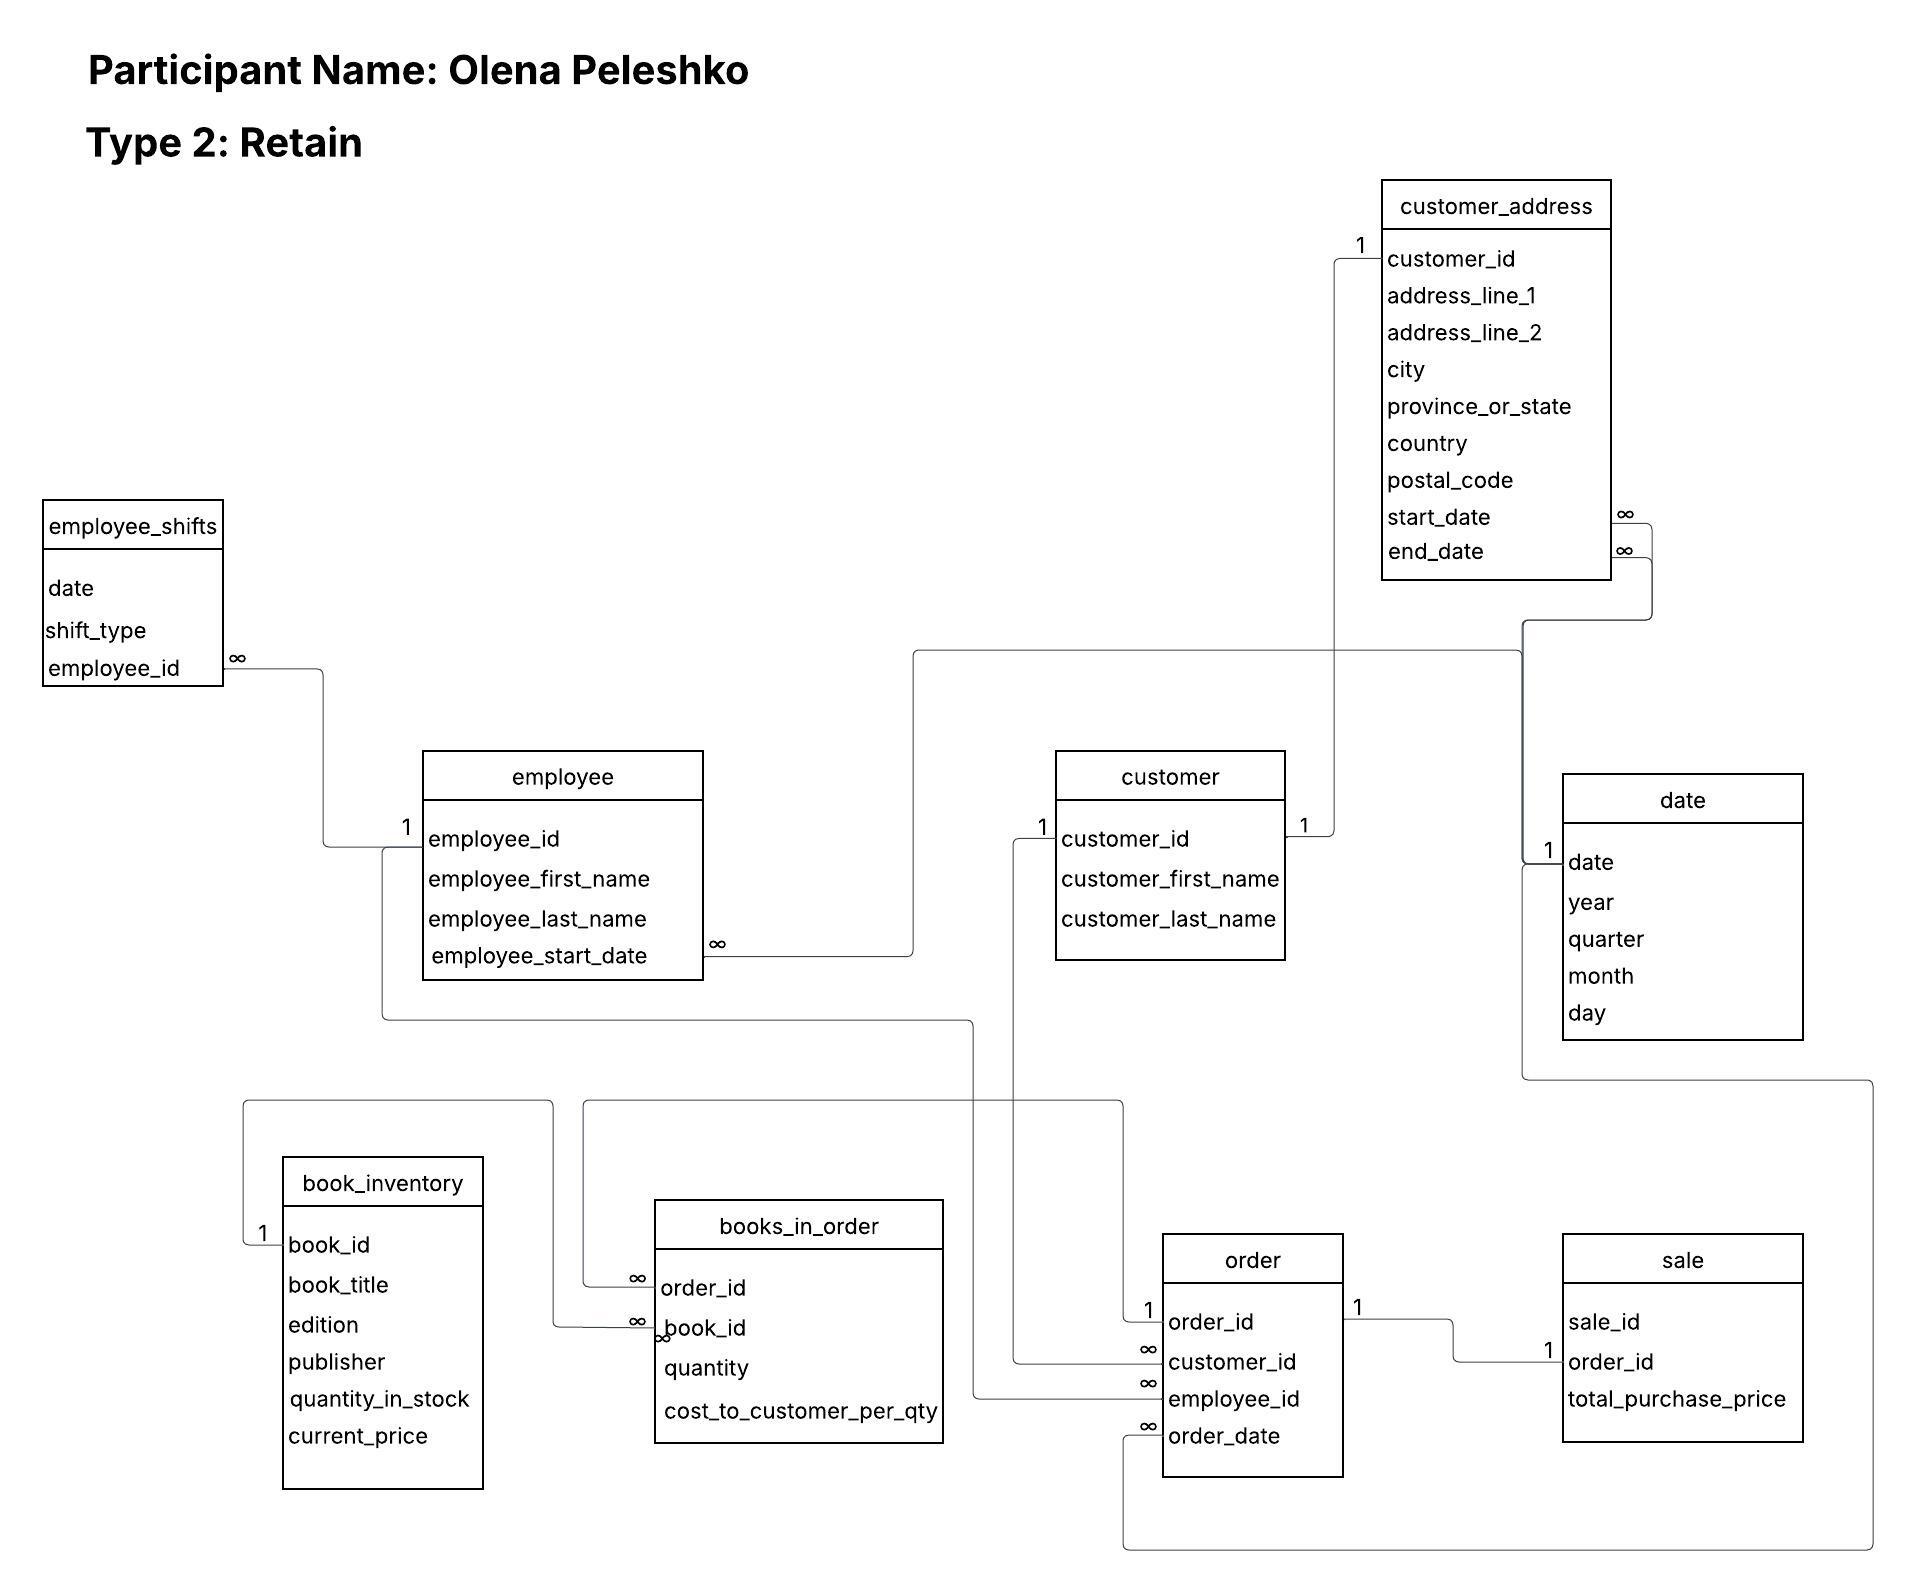 Participant Name: Olena Peleshko
Type 2: Retain
customer_address
1
customer_id
address_line_1
address_line_2
city
province_or_state
country
postal_code
start_date
∞
end_date
∞
employee_shifts
date
shift_type
employee_id
∞
employee
1
employee_id
employee_first_name
employee_last_name
employee_start_date
∞
customer
1
customer_id
1
customer_first_name
customer_last_name
date
1
date
year
quarter
month
day
book_inventory
1
book_id
book_title
edition
publisher
quantity_in_stock
current_price
books_in_order
∞
order_id
∞
book_id
∞
quantity
cost_to_customer_per_qty
order
1
order_id
1
∞
customer_id
∞
employee_id
∞
order_date
sale
sale_id
1
order_id
total_purchase_price